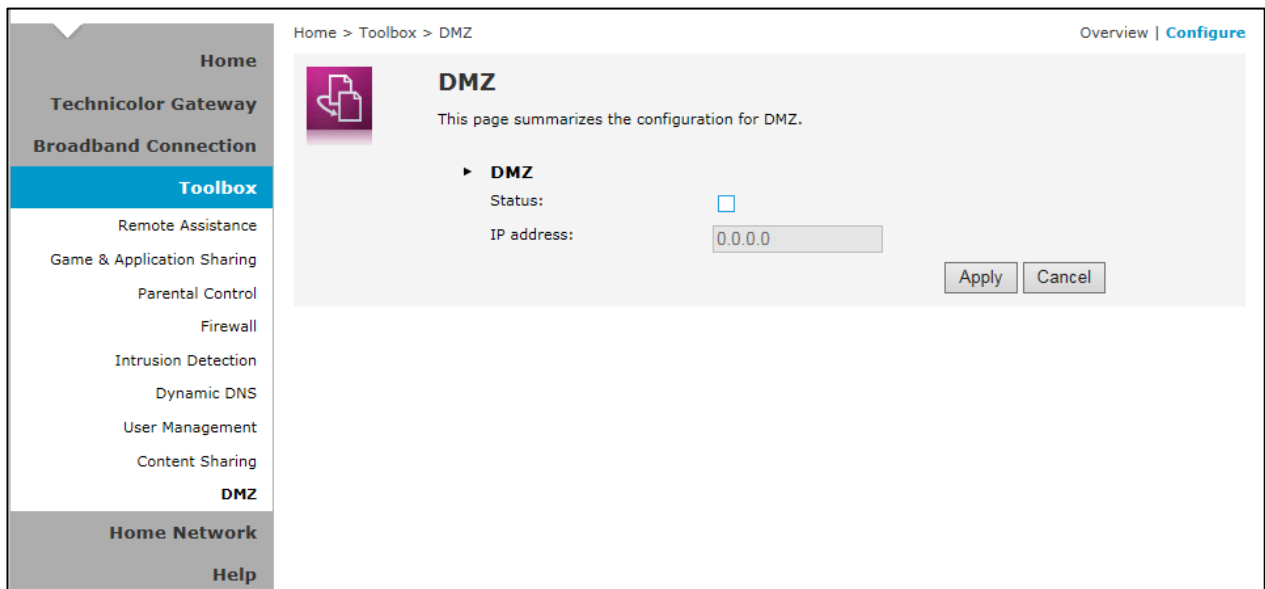 Home > Toolbox > DMZ
Overview | Configure
Home
Technicolor Gateway
Broadband Connection
Toolbox
Remote Assistance
Game & Application Sharing
Parental Control
Firewall
Intrusion Detection
Dynamic DNS
User Management
Content Sharing
DMZ
Home Network
Help
DMZ
This page summarizes the configuration for DMZ.
DMZ
Status:
IP address:
0.0.0.0
Apply
Cancel